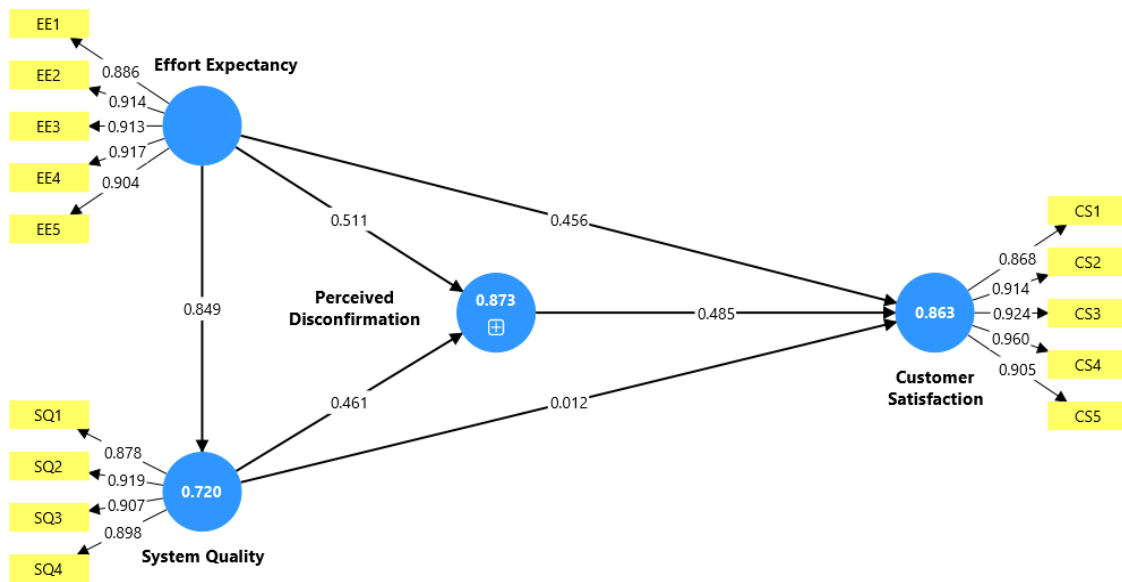 EE1
0.886
Effort Expectancy
EE2
0.914
EE3
0.913
EE4
0.917
0.904
EE5
0.511
0.456
0.849
Perceived
Disconfirmation
0.873
0.485
0.863
CS1
0.868
CS2
0.914
CS3
0.924
CS4
0.960
0.905
CS5
Customer
Satisfaction
0.461
0.012
SQ1
0.878
SQ2
0.919
SQ3
0.907
0.898
SQ4
0.720
System Quality